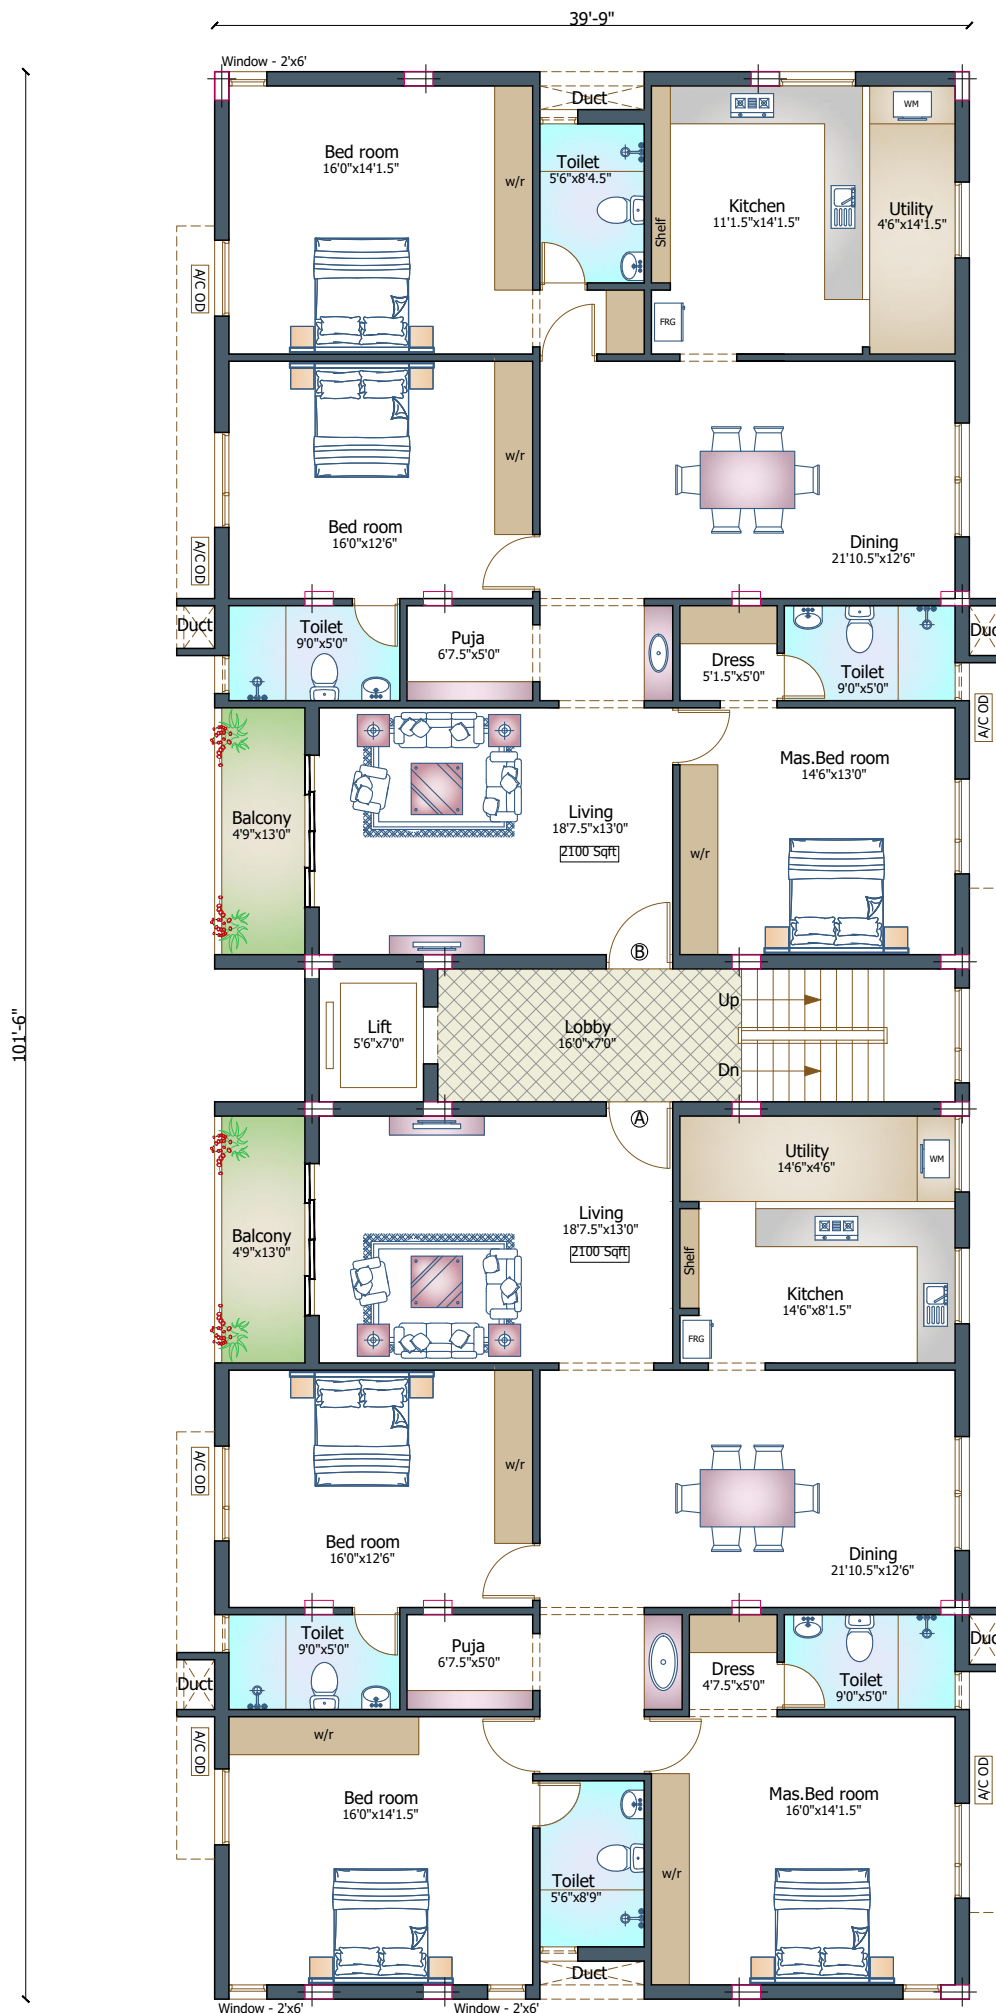 39'-9"
Window - 2'x6'
Duct
WM
Bed room
16'0"x14'1.5"
w/r
Toilet
5'6"x8'4.5"
Shelf
Kitchen
11'1.5"x14'1.5"
Utility
4'6"x14'1.5"
A/C OD
FRG
w/r
Bed room
16'0"x12'6"
Dining
21'10.5"x12'6"
A/C OD
Duct
Toilet
9'0"x5'0"
Puja
6'7.5"x5'0"
Dress
5'1.5"x5'0"
Toilet
9'0"x5'0"
Duct
A/C OD
Mas.Bed room
14'6"x13'0"
Balcony
4'9"x13'0"
Living
18'7.5"x13'0"
2100 Sqft
w/r
B
Up
Lift
5'6"x7'0"
Lobby
16'0"x7'0"
Dn
101'-6"
A
Utility
14'6"x4'6"
WM
Living
18'7.5"x13'0"
2100 Sqft
Balcony
4'9"x13'0"
Shelf
Kitchen
14'6"x8'1.5"
FRG
A/C OD
w/r
Bed room
16'0"x12'6"
Dining
21'10.5"x12'6"
Toilet
9'0"x5'0"
Puja
6'7.5"x5'0"
Dress
4'7.5"x5'0"
Toilet
9'0"x5'0"
Duct
Duct
w/r
A/C OD
Bed room
16'0"x14'1.5"
Mas.Bed room
16'0"x14'1.5"
A/C OD
Toilet
5'6"x8'9"
w/r
Duct
Window - 2'x6'
Window - 2'x6'